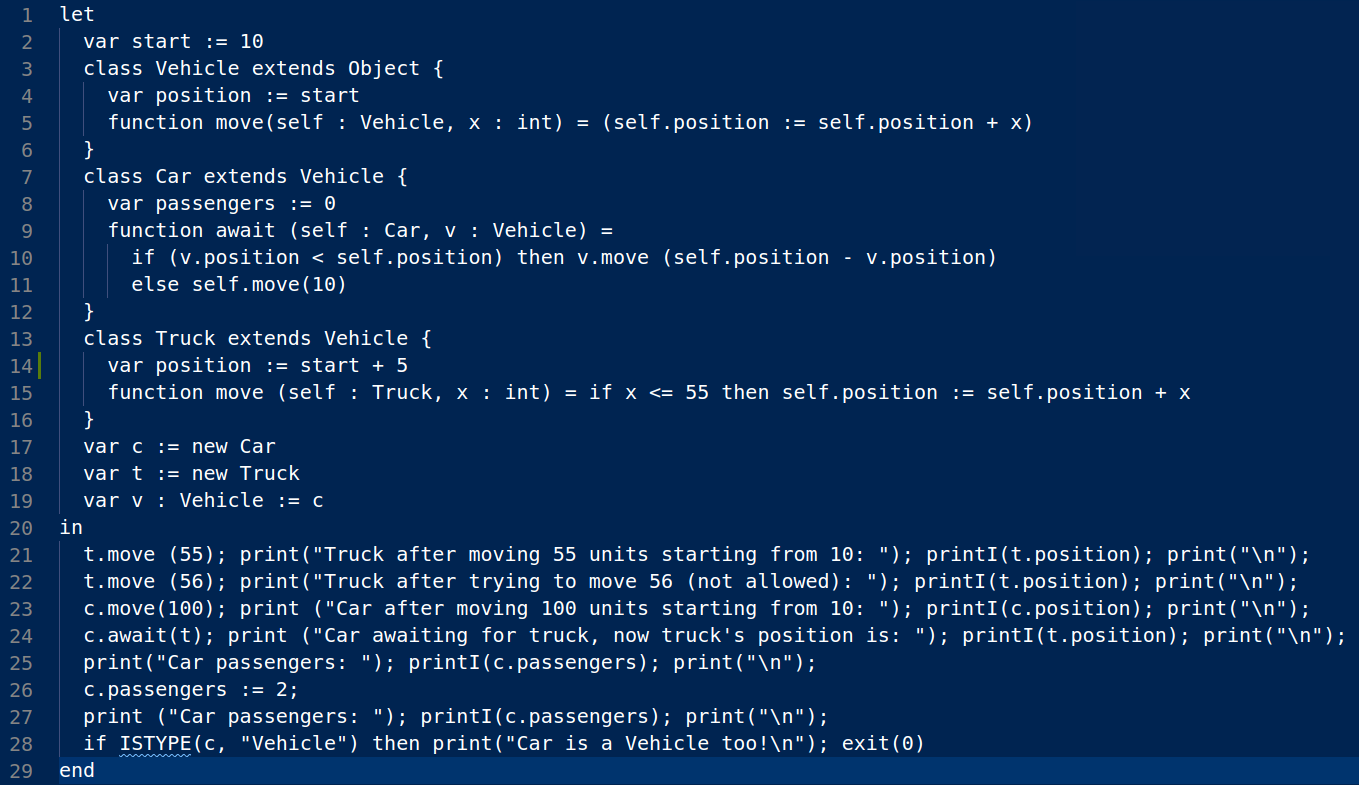 1 let
2   var start := 10
3   class Vehicle extends Object {
4     var position := start
5     function move(self : Vehicle, x : int) = (self.position := self.position + x)
6   }
7   class Car extends Vehicle {
8     var passengers := 0
9     function await (self : Car, v : Vehicle) =
10       if (v.position < self.position) then v.move (self.position - v.position)
11       else self.move(10)
12   }
13   class Truck extends Vehicle {
14     var position := start + 5
15     function move (self : Truck, x : int) = if x <= 55 then self.position := self.position + x
16   }
17   var c := new Car
18   var t := new Truck
19   var v : Vehicle := c
20 in
21   t.move (55); print("Truck after moving 55 units starting from 10: "); printI(t.position); print("\n");
22   t.move (56); print("Truck after trying to move 56 (not allowed): "); printI(t.position); print("\n");
23   c.move(100); print ("Car after moving 100 units starting from 10: "); printI(c.position); print("\n");
24   c.await(t); print ("Car awaiting for truck, now truck's position is: "); printI(t.position); print("\n");
25   print("Car passengers: "); printI(c.passengers); print("\n");
26   c.passengers := 2;
27   print ("Car passengers: "); printI(c.passengers); print("\n");
28   if ISTYPE(c, "Vehicle") then print("Car is a Vehicle too!\n"); exit(0)
29 end